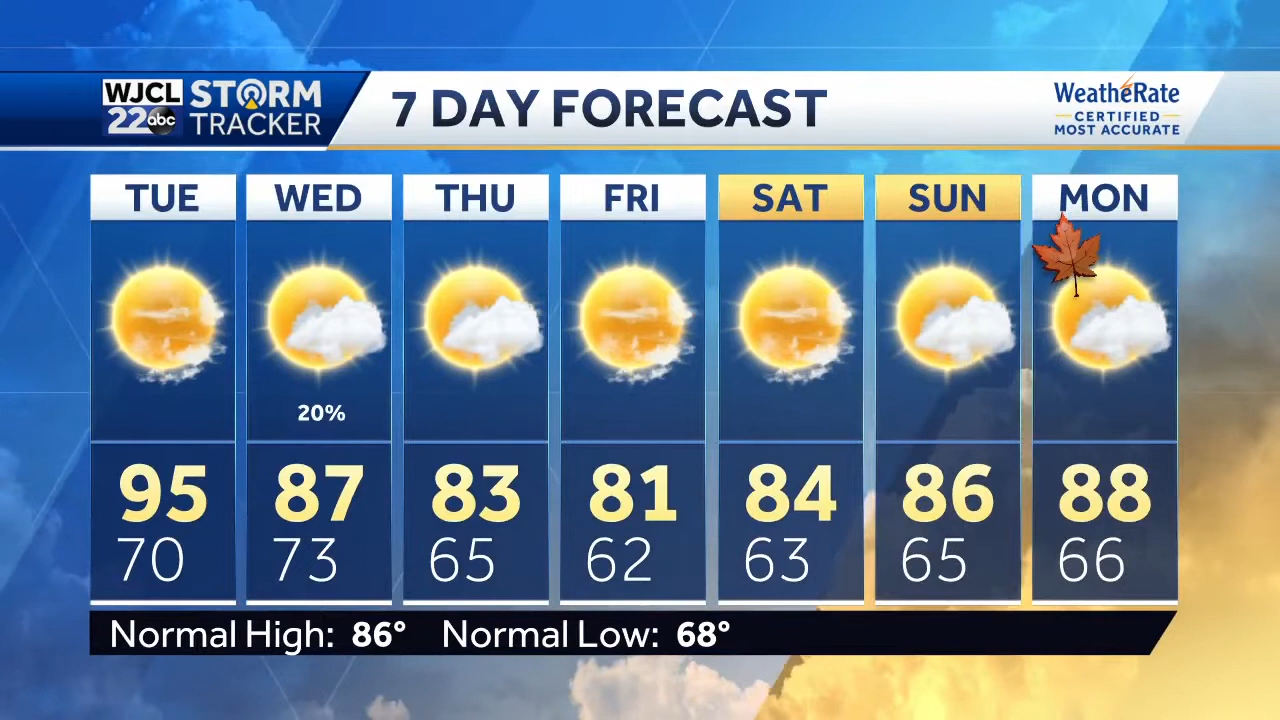 WJCL
22 abc
STORM
TRACKER
7 DAY FORECAST
WeatheRate
CERTIFIED
MOST ACCURATE
TUE WED THU FRI SAT SUN MON
20%
95 87 83 81 84 86 88
70 73 65 62 63 65 66
Normal High: 86° Normal Low: 68°